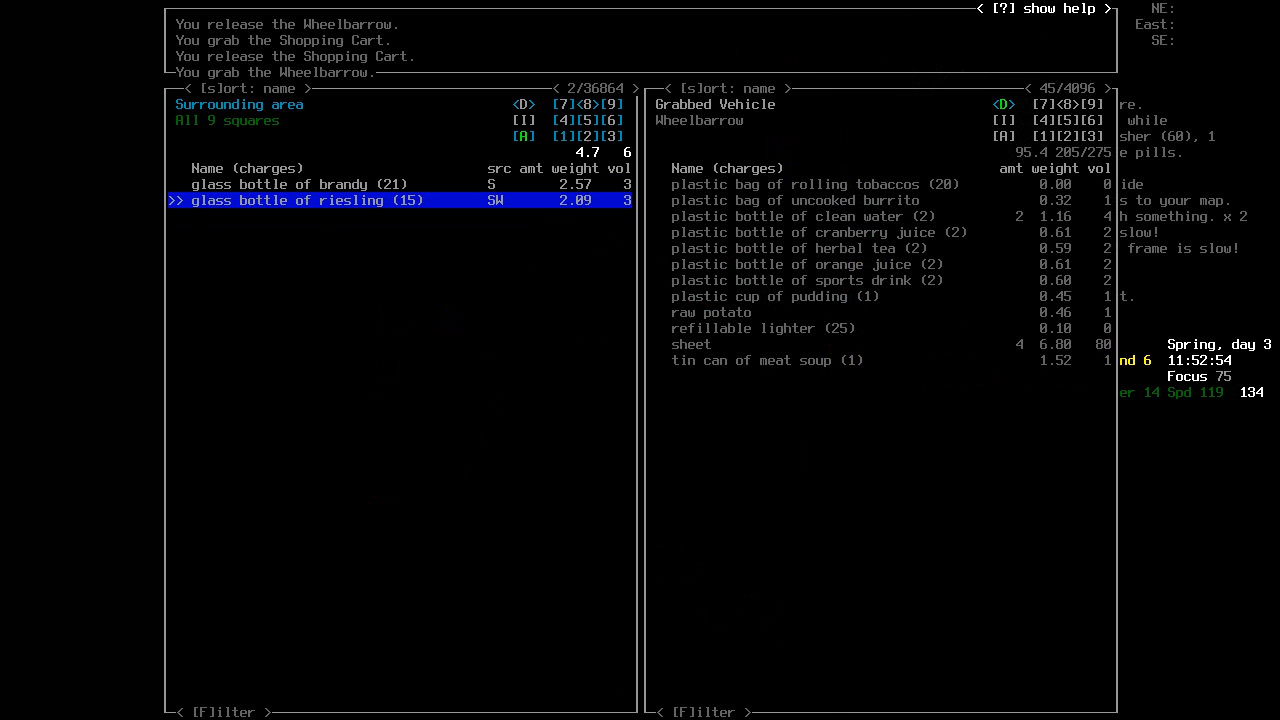 < [?] show help >
NE:
You release the Wheelbarrow.
East:
You grab the Shopping Cart.
SE:
You release the Shopping Cart.
You grab the Wheelbarrow.
< [s]ort: name > < 2/36864 > < [s]ort: name > < 45/4096 >
Surrounding area <D> [7]<8>[9] Grabbed Vehicle <D> [7]<8>[9] re.
All 9 squares [I] [4][5][6] Wheelbarrow [I] [4][5][6] while
[A] [1][2][3] [A] [1][2][3] sher (60), 1
4.7 6 95.4 205/275 e pills.
Name (charges) src amt weight vol Name (charges) amt weight vol
glass bottle of brandy (21) S 2.57 3 plastic bag of rolling tobaccos (20) 0.00 0 ide
>> glass bottle of riesling (15) SW 2.09 3 plastic bag of uncooked burrito 0.32 1 s to your map.
plastic bottle of clean water (2) 2 1.16 4 h something. x 2
plastic bottle of cranberry juice (2) 0.61 2 slow!
plastic bottle of herbal tea (2) 0.59 2 frame is slow!
plastic bottle of orange juice (2) 0.61 2
plastic bottle of sports drink (2) 0.60 2
plastic cup of pudding (1) 0.45 1 t.
raw potato 0.46 1
refillable lighter (25) 0.10 0
sheet 4 6.80 80 Spring, day 3
tin can of meat soup (1) 1.52 1 nd 6 11:52:54
Focus 75
er 14 Spd 119 134
< [F]ilter > < [F]ilter >